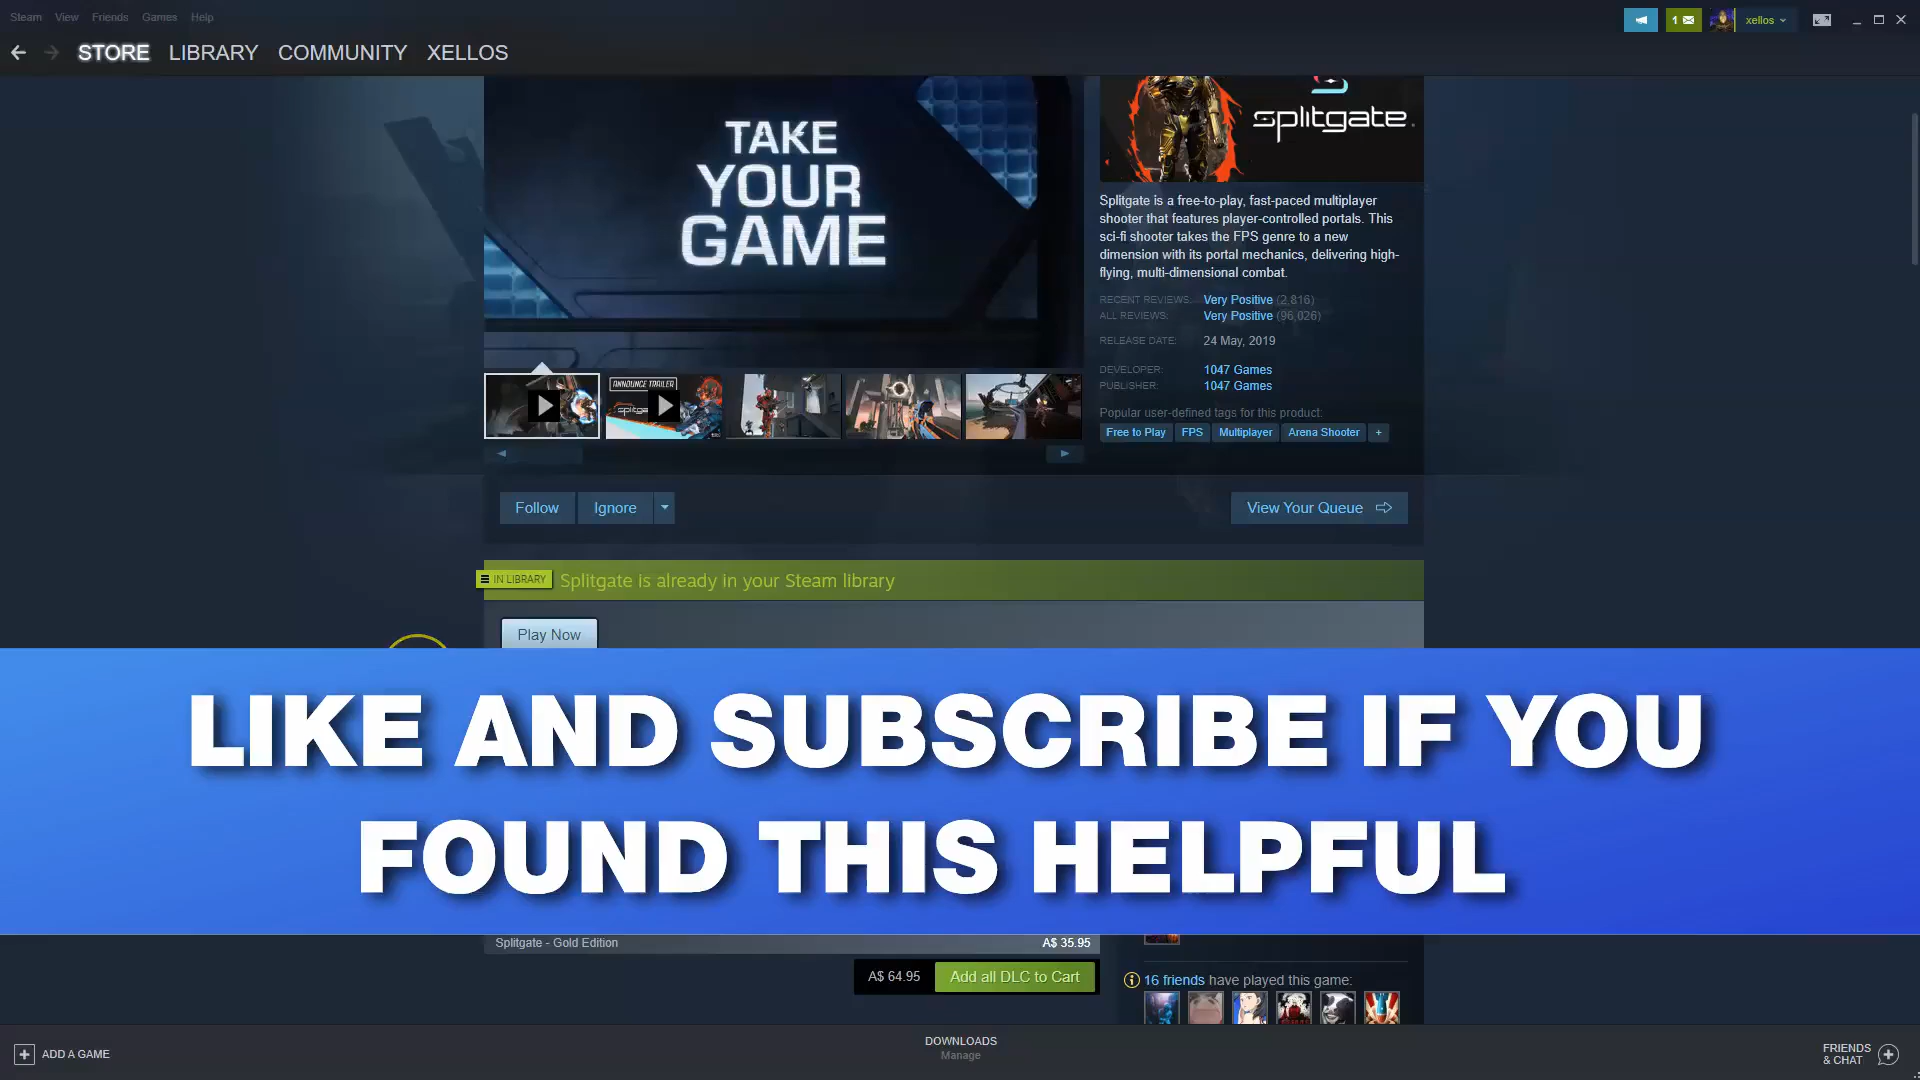 Steam View Friends Games Help
1
xellos
STORE LIBRARY COMMUNITY XELLOS
TAKE
YOUR
GAME
splitgate
Splitgate is a free-to-play, fast-paced multiplayer
shooter that features player-controlled portals. This
sci-fi shooter takes the FPS genre to a new
dimension with its portal mechanics, delivering high-
flying, multi-dimensional combat.
RECENT REVIEWS: Very Positive (2,816)
ALL REVIEWS: Very Positive (96,026)
RELEASE DATE: 24 May, 2019
DEVELOPER: 1047 Games
PUBLISHER: 1047 Games
Popular user-defined tags for this product:
Free to Play FPS Multiplayer Arena Shooter +
ANNOUNCE TRAILER
splitgate
Follow Ignore
View Your Queue
IN LIBRARY Splitgate is already in your Steam library
Play Now
LIKE AND SUBSCRIBE IF YOU
FOUND THIS HELPFUL
Splitgate - Gold Edition A$ 35.95
A$ 64.95 Add all DLC to Cart
16 friends have played this game:
ADD A GAME
DOWNLOADS
Manage
FRIENDS
& CHAT